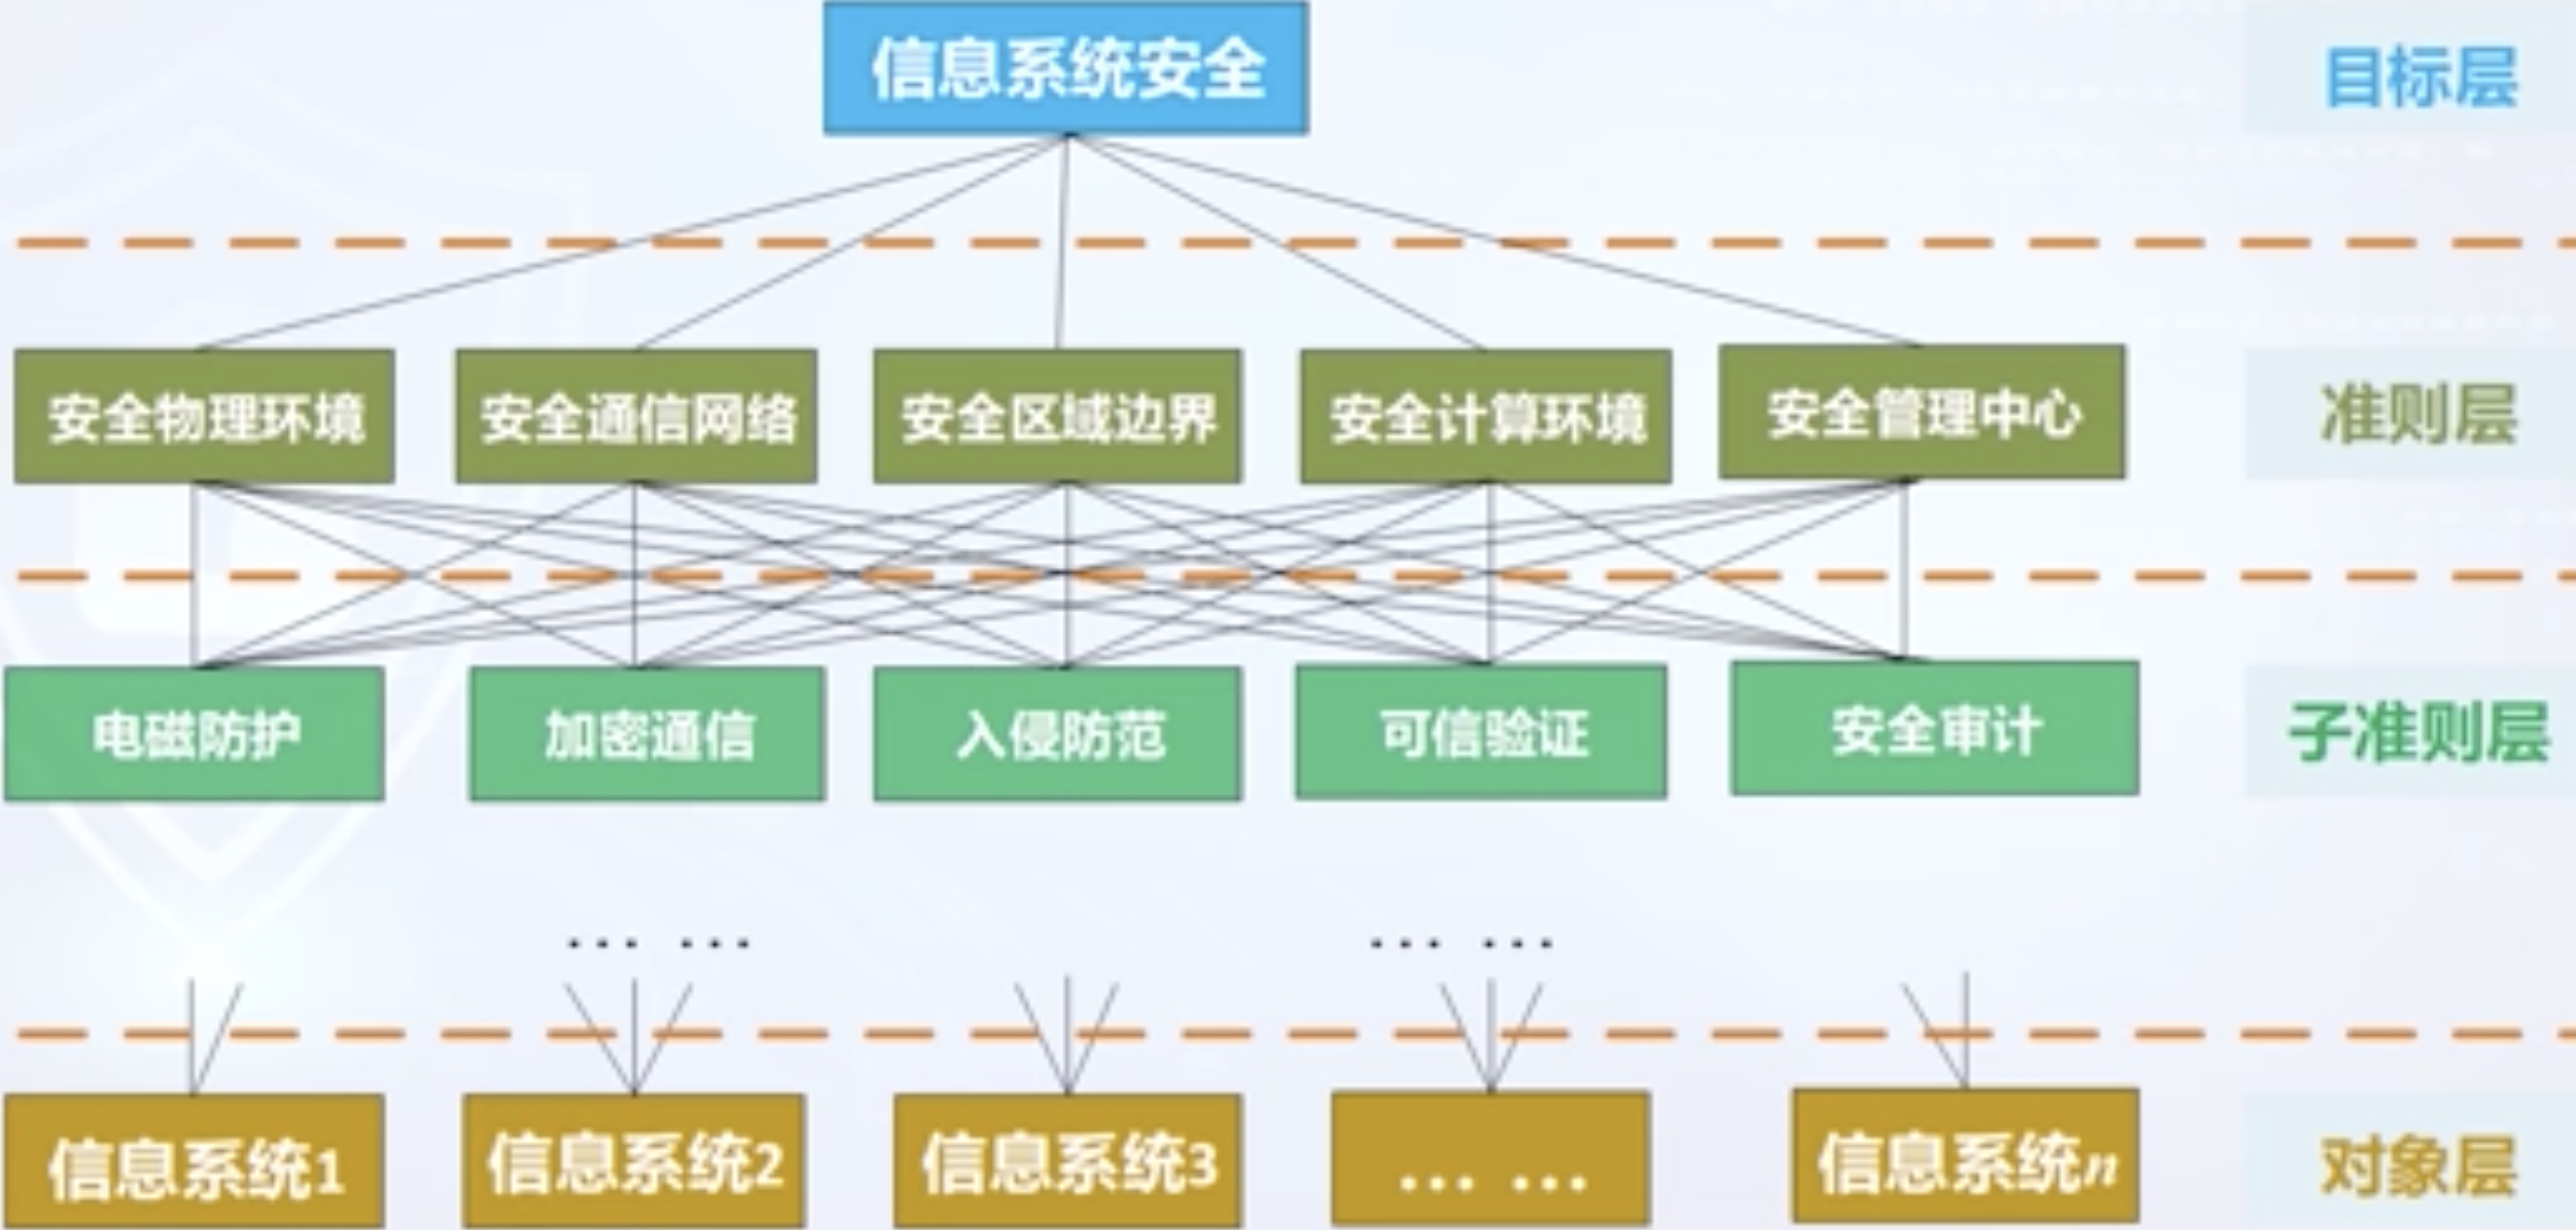 信息系统安全
目标层
安全物理环境
安全通信网络
安全区域边界
安全计算环境
安全管理中心
准则层
电磁防护
加密通信
入侵防范
可信验证
安全审计
子准则层
… …
… …
信息系统1
信息系统2
信息系统3
… …
信息系统n
对象层